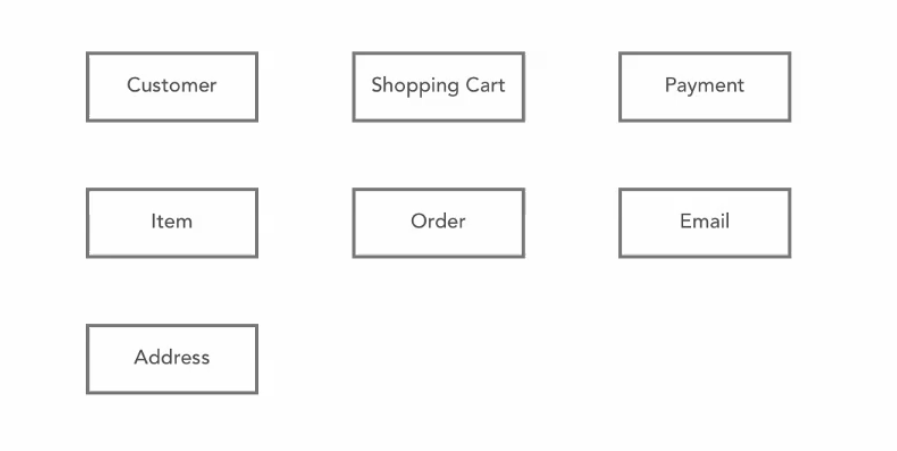 Customer
Shopping Cart
Payment
Item
Order
Email
Address